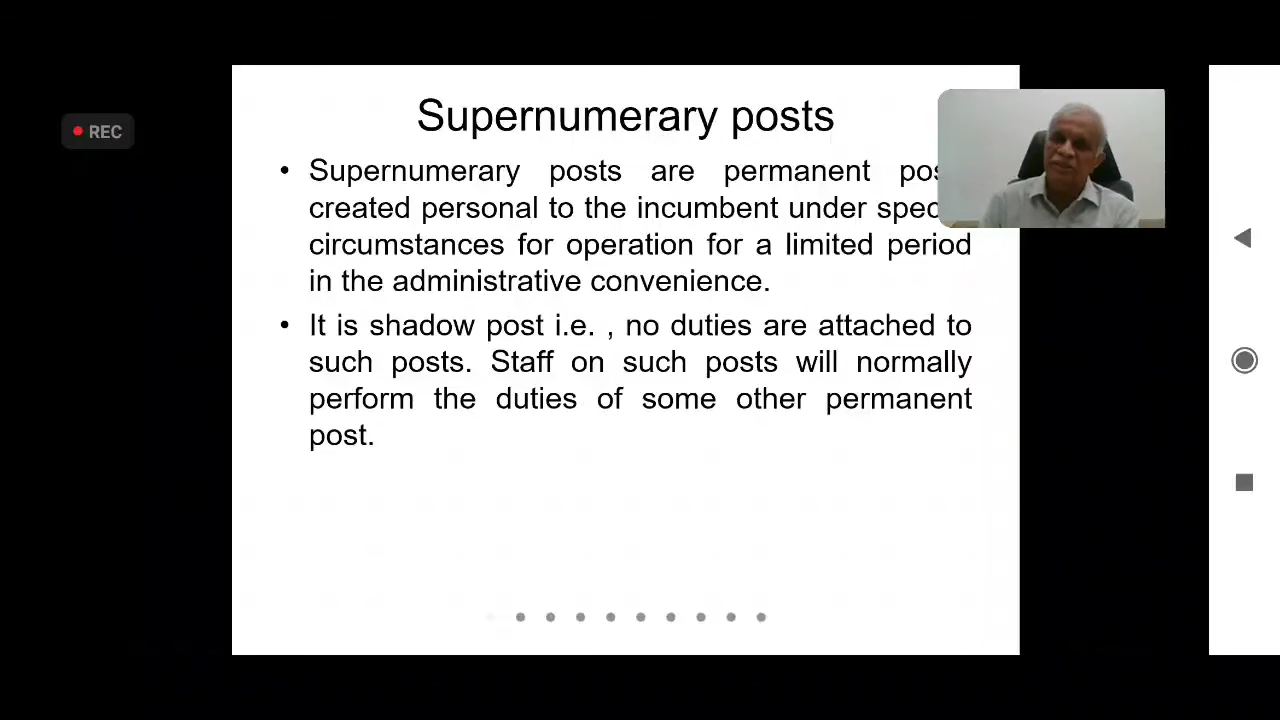 Supernumerary posts
REC
• Supernumerary posts are permanent
created personal to the incumbent under
circumstances for operation for a limited period
in the administrative convenience.
• It is shadow post i.e. , no duties are attached to
such posts. Staff on such posts will normally
perform the duties of some other permanent
post.